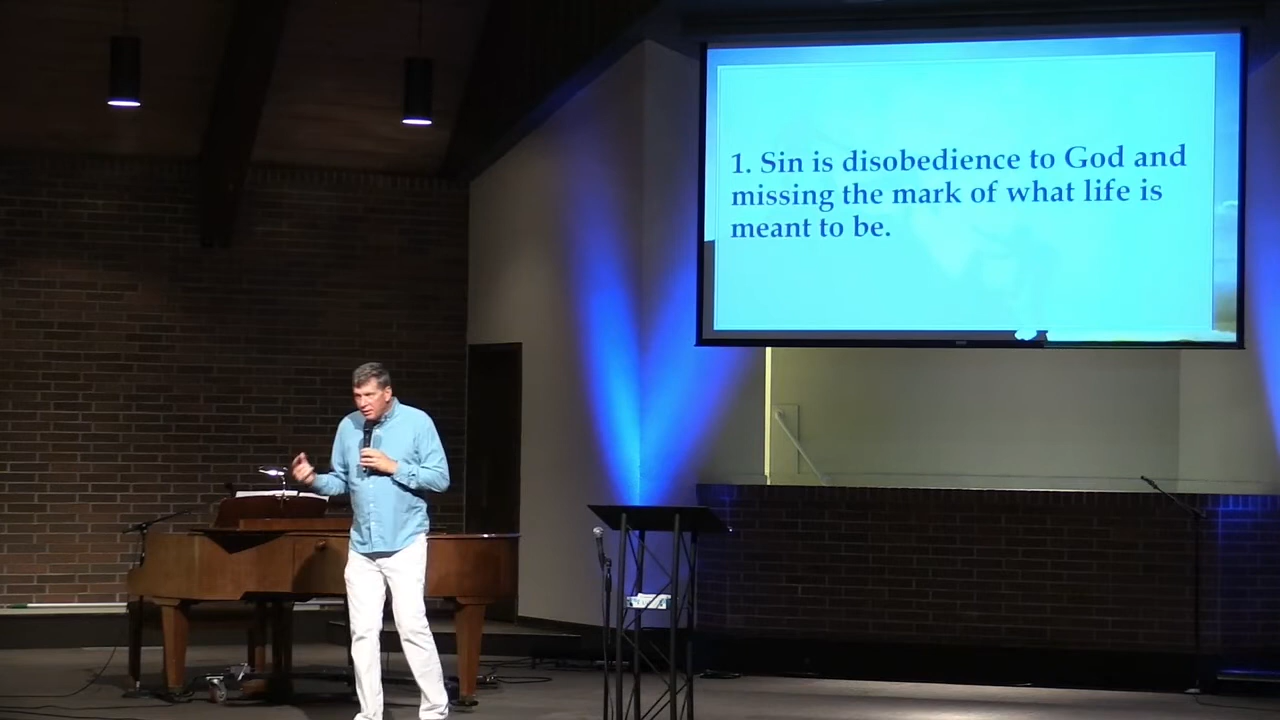 1. Sin is disobedience to God and
missing the mark of what life is
meant to be.